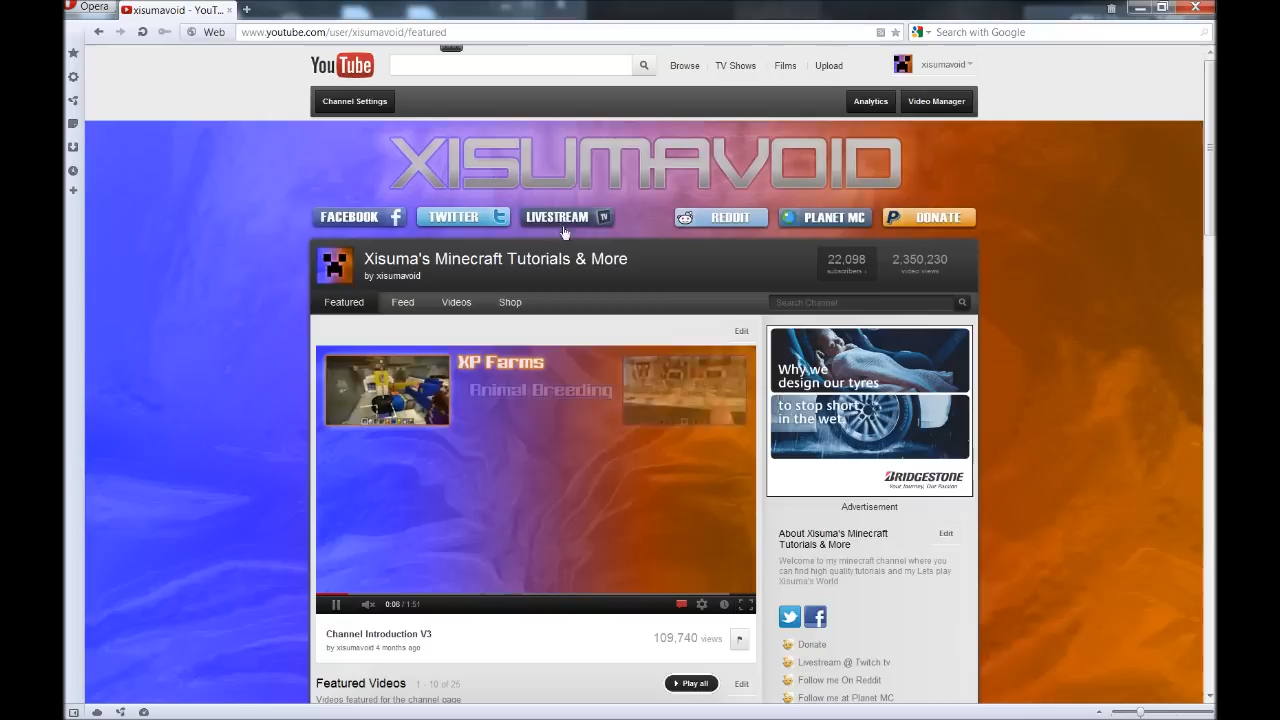 Opera
xisumavoid - YouT...
Web
www.youtube.com/user/xisumavoid/featured
Search with Google
YouTube
Browse
TV Shows
Films
Upload
xisumavoid
Channel Settings
Analytics
Video Manager
XISUMAVOID
FACEBOOK
TWITTER
LIVESTREAM
REDDIT
PLANET MC
DONATE
Xisuma's Minecraft Tutorials & More
by xisumavoid
22,098
subscribers
2,350,230
video views
Featured
Feed
Videos
Shop
Search Channel
Edit
XP Farms
Animal Breeding
Why we
design our tyres
to stop short
in the wet.
BRIDGESTONE
Your Journey, Our Passion
Advertisement
0:06 / 1:51
About Xisuma's Minecraft
Tutorials & More
Edit
Welcome to my minecraft channel where you
can find high quality tutorials and my Lets play
Xisuma's World
Channel Introduction V3
by xisumavoid 4 months ago
109,740 views
Donate
Livestream @ Twitch tv
Follow me On Reddit
Follow me at Planet MC
Featured Videos 1 - 10 of 25
Play all
Edit
Videos featured for the channel page